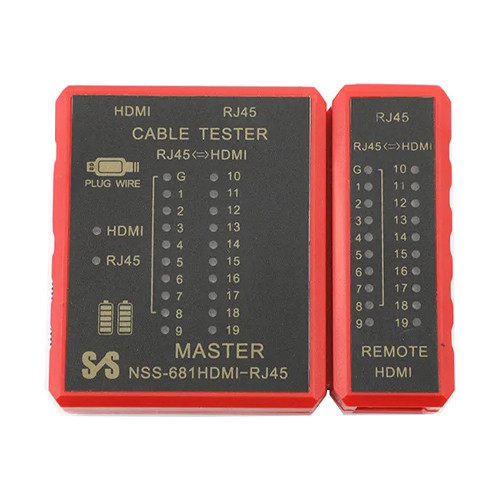 HDMI RJ45
CABLE TESTER
RJ45<=>HDMI
PLUG WIRE
G 10
1 11
2 12
3 13
4 14
5 15
6 16
7 17
8 18
9 19
HDMI
RJ45
SYS
MASTER
NSS-681HDMI-RJ45
RJ45
RJ45<=>HDMI
G 10
1 11
2 12
3 13
4 14
5 15
6 16
7 17
8 18
9 19
REMOTE
HDMI